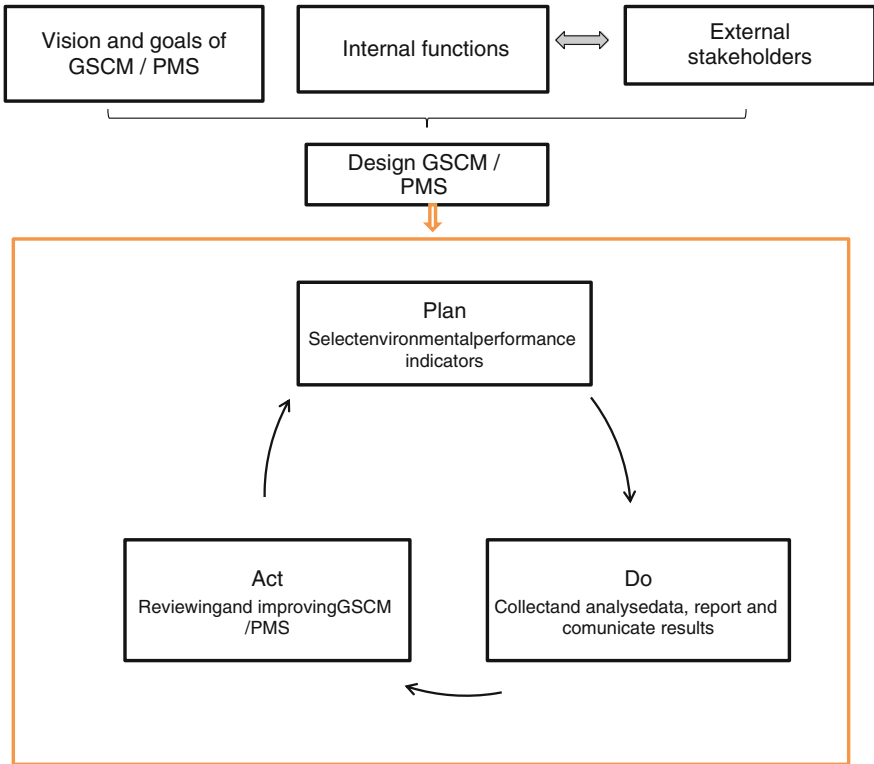 Vision and goals of
GSCM / PMS
Internal functions
External
stakeholders
Design GSCM /
PMS
Plan
Selectenvironmentalperformance
indicators
Act
Reviewingand improvingGSCM
/PMS
Do
Collectand analysedata, report and
comunicate results